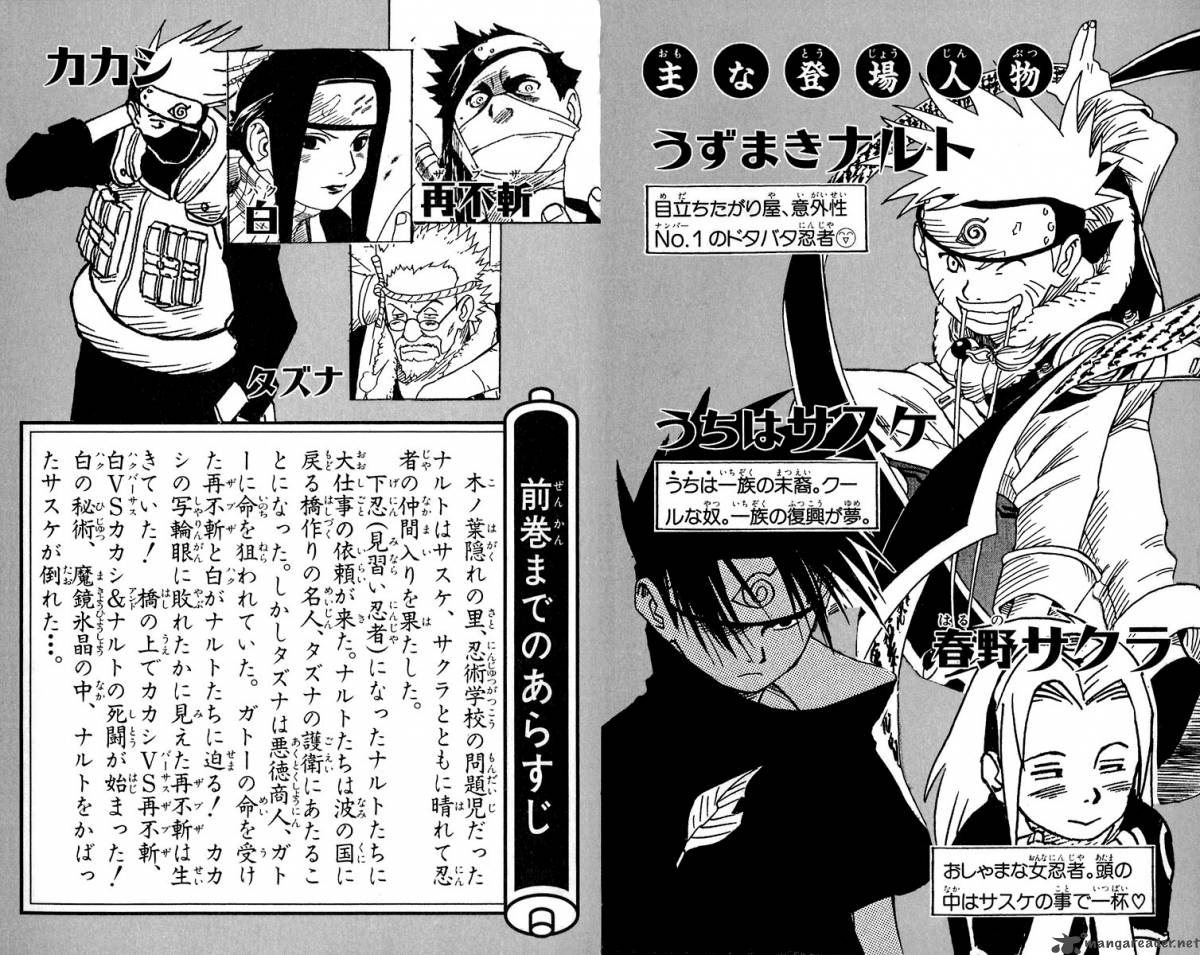 主な登場人物
うずまきナルト
目立ちたがり屋、意外性
No.1のドタバタ忍者
うちはサスケ
うちは一族の末裔。クー
ルな奴。一族の復興が夢。
春野サクラ
おしゃまな女忍者。頭の
中はサスケの事で一杯♡
カカシ
白
再不斬
タズナ
前巻までのあらすじ
木ノ葉隠れの里、忍術学校の問題児だった
ナルトはサスケ、サクラとともに晴れて忍
者の仲間入りを果たした。
下忍(見習い忍者)になったナルトたちに
大仕事の依頼が来た。ナルトたちは波の国に
戻る橋作りの名人、タズナの護衛にあたるこ
とになった。しかしタズナは悪徳商人、ガト
ーに命を狙われていた。ガトーの命を受け
た再不斬と白がナルトたちに迫る!カカ
シの写輪眼に敗れたかに見えた再不斬は生
きていた!橋の上でカカシVS再不斬、
白VSカカシ&ナルトの死闘が始まった!
白の秘術、魔鏡氷晶の中、ナルトをかばっ
たサスケが倒れた…。
mangareader.net